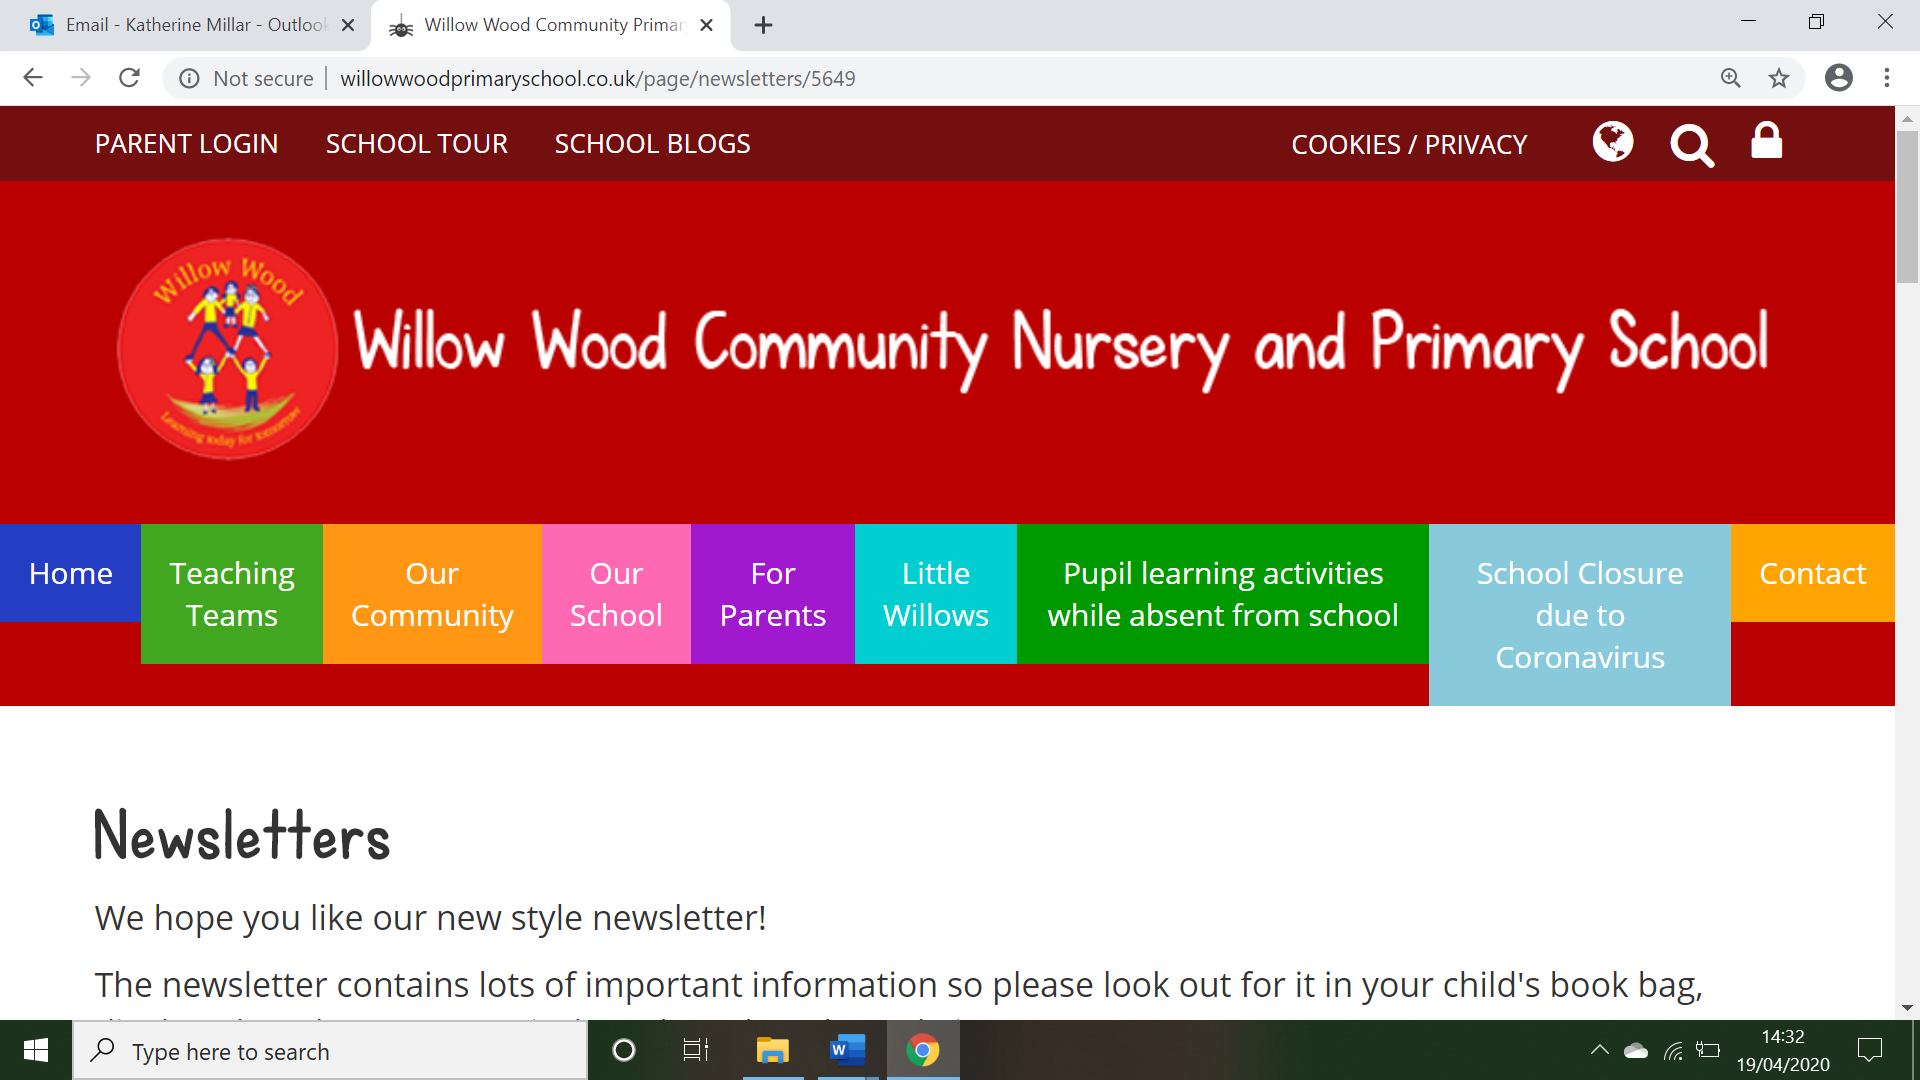 Email - Katherine Millar - Outlook
Willow Wood Community Primar
Not secure
willowwoodprimaryschool.co.uk/page/newsletters/5649
PARENT LOGIN
SCHOOL TOUR
SCHOOL BLOGS
COOKIES / PRIVACY
Willow Wood
Learning today for tomorrow
Willow Wood Community Nursery and Primary School
Home
Teaching
Teams
Our
Community
Our
School
For
Parents
Little
Willows
Pupil learning activities
while absent from school
School Closure
due to
Coronavirus
Contact
Newsletters
We hope you like our new style newsletter!
The newsletter contains lots of important information so please look out for it in your child's book bag,
Type here to search
14:32
19/04/2020